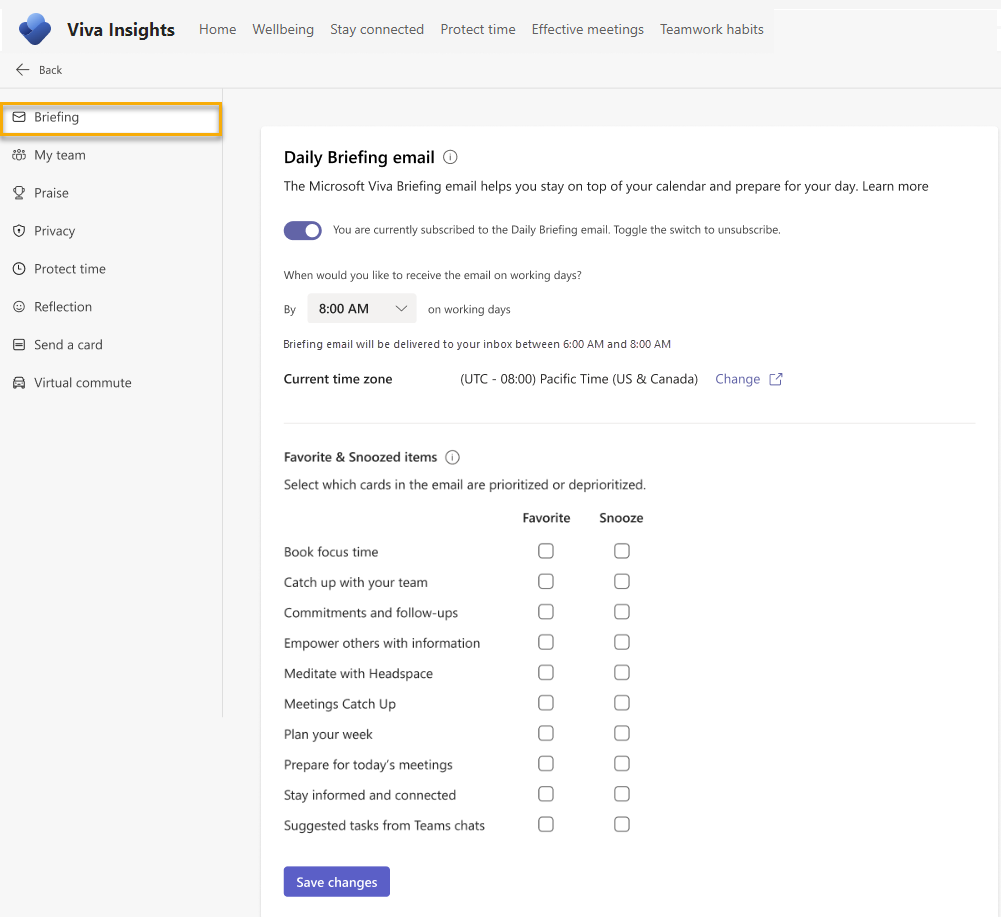 Viva Insights Home Wellbeing Stay connected Protect time Effective meetings Teamwork habits
Back
Briefing
My team
Praise
Privacy
Protect time
Reflection
Send a card
Virtual commute
Daily Briefing email
The Microsoft Viva Briefing email helps you stay on top of your calendar and prepare for your day. Learn more
You are currently subscribed to the Daily Briefing email. Toggle the switch to unsubscribe.
When would you like to receive the email on working days?
By 8:00 AM on working days
Briefing email will be delivered to your inbox between 6:00 AM and 8:00 AM
Current time zone (UTC - 08:00) Pacific Time (US & Canada) Change
Favorite & Snoozed items
Select which cards in the email are prioritized or deprioritized.
Favorite Snooze
Book focus time
Catch up with your team
Commitments and follow-ups
Empower others with information
Meditate with Headspace
Meetings Catch Up
Plan your week
Prepare for today's meetings
Stay informed and connected
Suggested tasks from Teams chats
Save changes